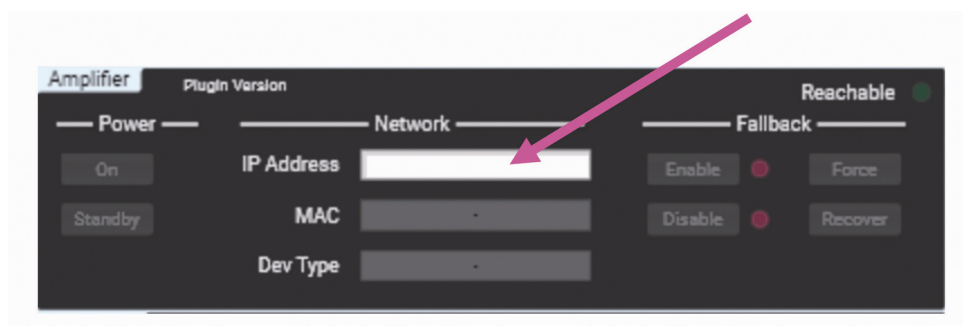 Amplifier Plugin Version
Reachable
Power Network Fallback
On IP Address Enable Force
Standby MAC - Disable Recover
Dev Type -